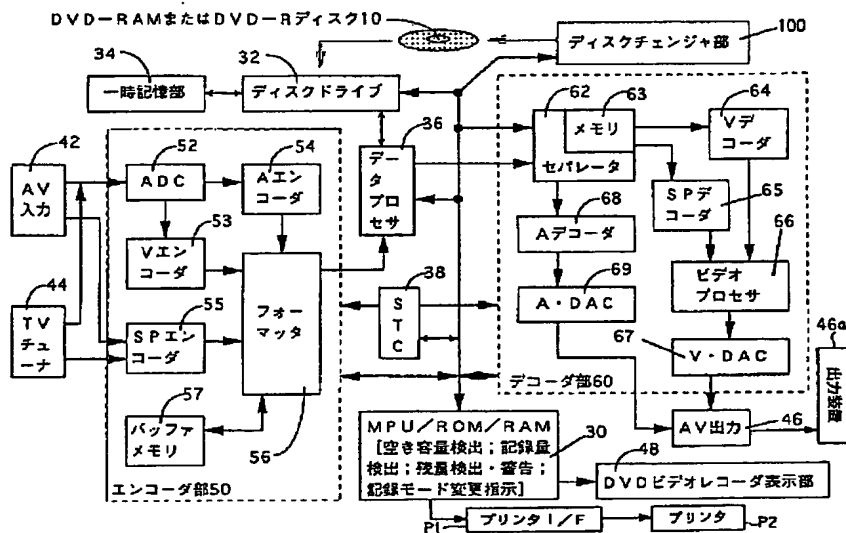 DVD－RAMまたはDVD－Rディスク10
ディスクチェンジャ部
100
34
一時記憶部
32
ディスクドライブ
36
データプロセサ
38
STC
42
AV入力
44
TVチューナ
52
ADC
53
Vエンコーダ
54
Aエンコーダ
55
SPエンコーダ
フォーマッタ
56
57
バッファメモリ
エンコーダ部50
62
セパレータ
63
メモリ
64
Vデコーダ
65
SPデコーダ
66
ビデオプロセサ
68
Aデコーダ
69
A・DAC
67
V・DAC
デコーダ部60
46
AV出力
46a
出力装置
MPU／ROM／RAM
[空き容量検出；記録量
検出；残量検出・警告；
記録モード変更指示]
30
48
DVDビデオレコーダ表示部
P1
プリンタI／F
プリンタ
P2